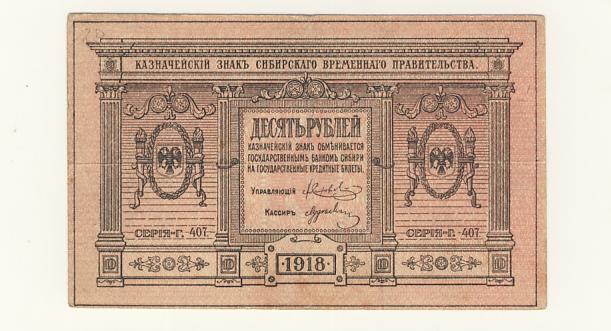 КАЗНАЧЕЙСКІЙ ЗНАКЪ СИБИРСКАГО ВРЕМЕННАГО ПРАВИТЕЛЬСТВА.
ДЕСЯТЬ РУБЛЕЙ
КАЗНАЧЕЙСКІЙ ЗНАКЪ ОБМѢНИВАЕТСЯ
ГОСУДАРСТВЕННЫМЪ БАНКОМЪ СИБИРИ
НА ГОСУДАРСТВЕННЫЕ КРЕДИТНЫЕ БИЛЕТЫ.
УПРАВЛЯЮЩІЙ
КАССИРЪ
СЕРІЯ-Г. 407.
СЕРІЯ-Г. 407.
·1918·